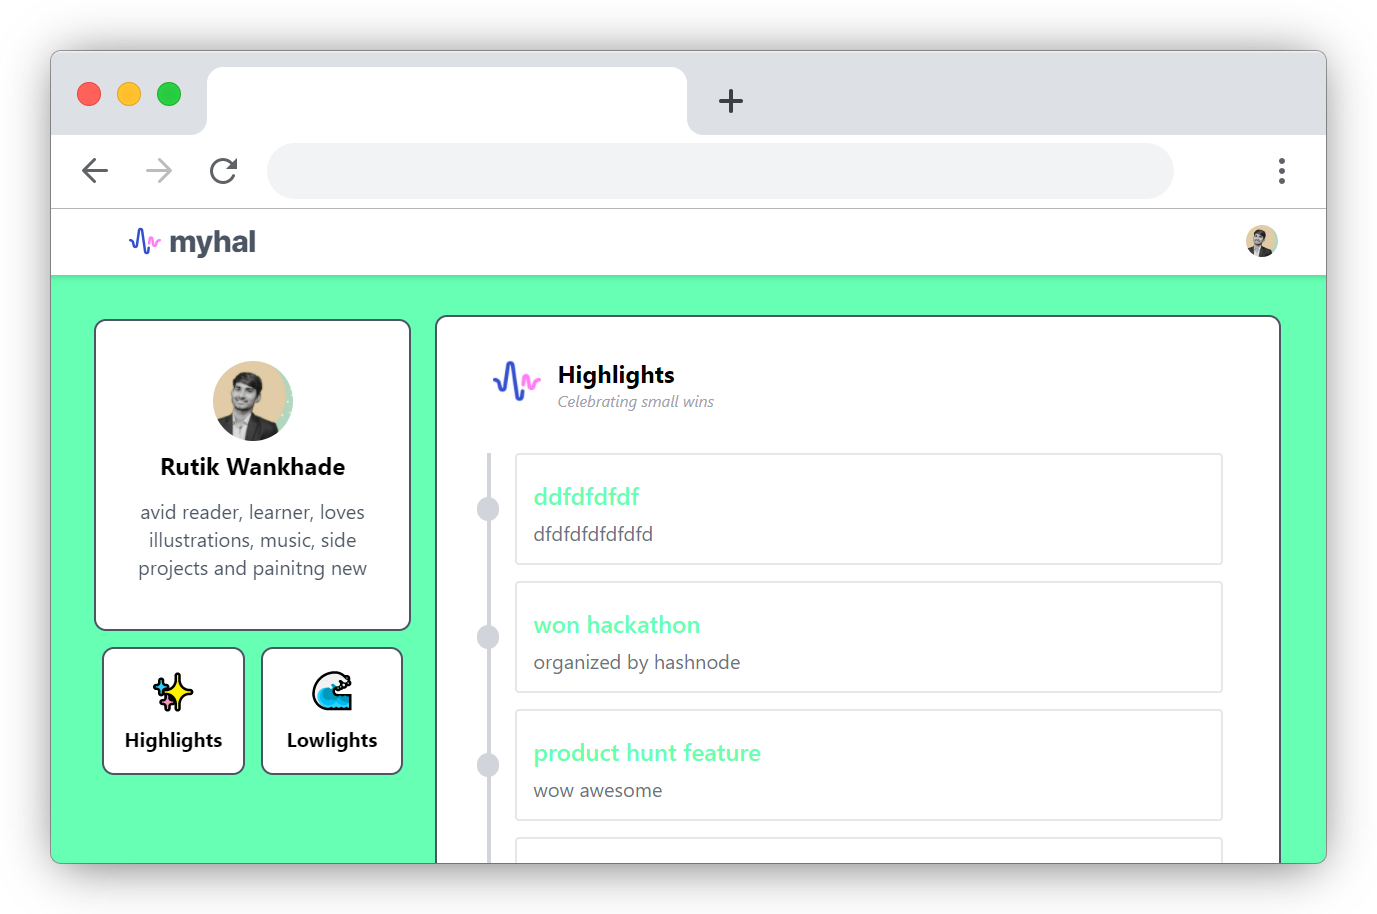 myhal
Rutik Wankhade
avid reader, learner, loves
illustrations, music, side
projects and painitng new
Highlights
Lowlights
Highlights
Celebrating small wins
ddfdfdfdf
dfdfdfdfdfdfd
won hackathon
organized by hashnode
product hunt feature
wow awesome